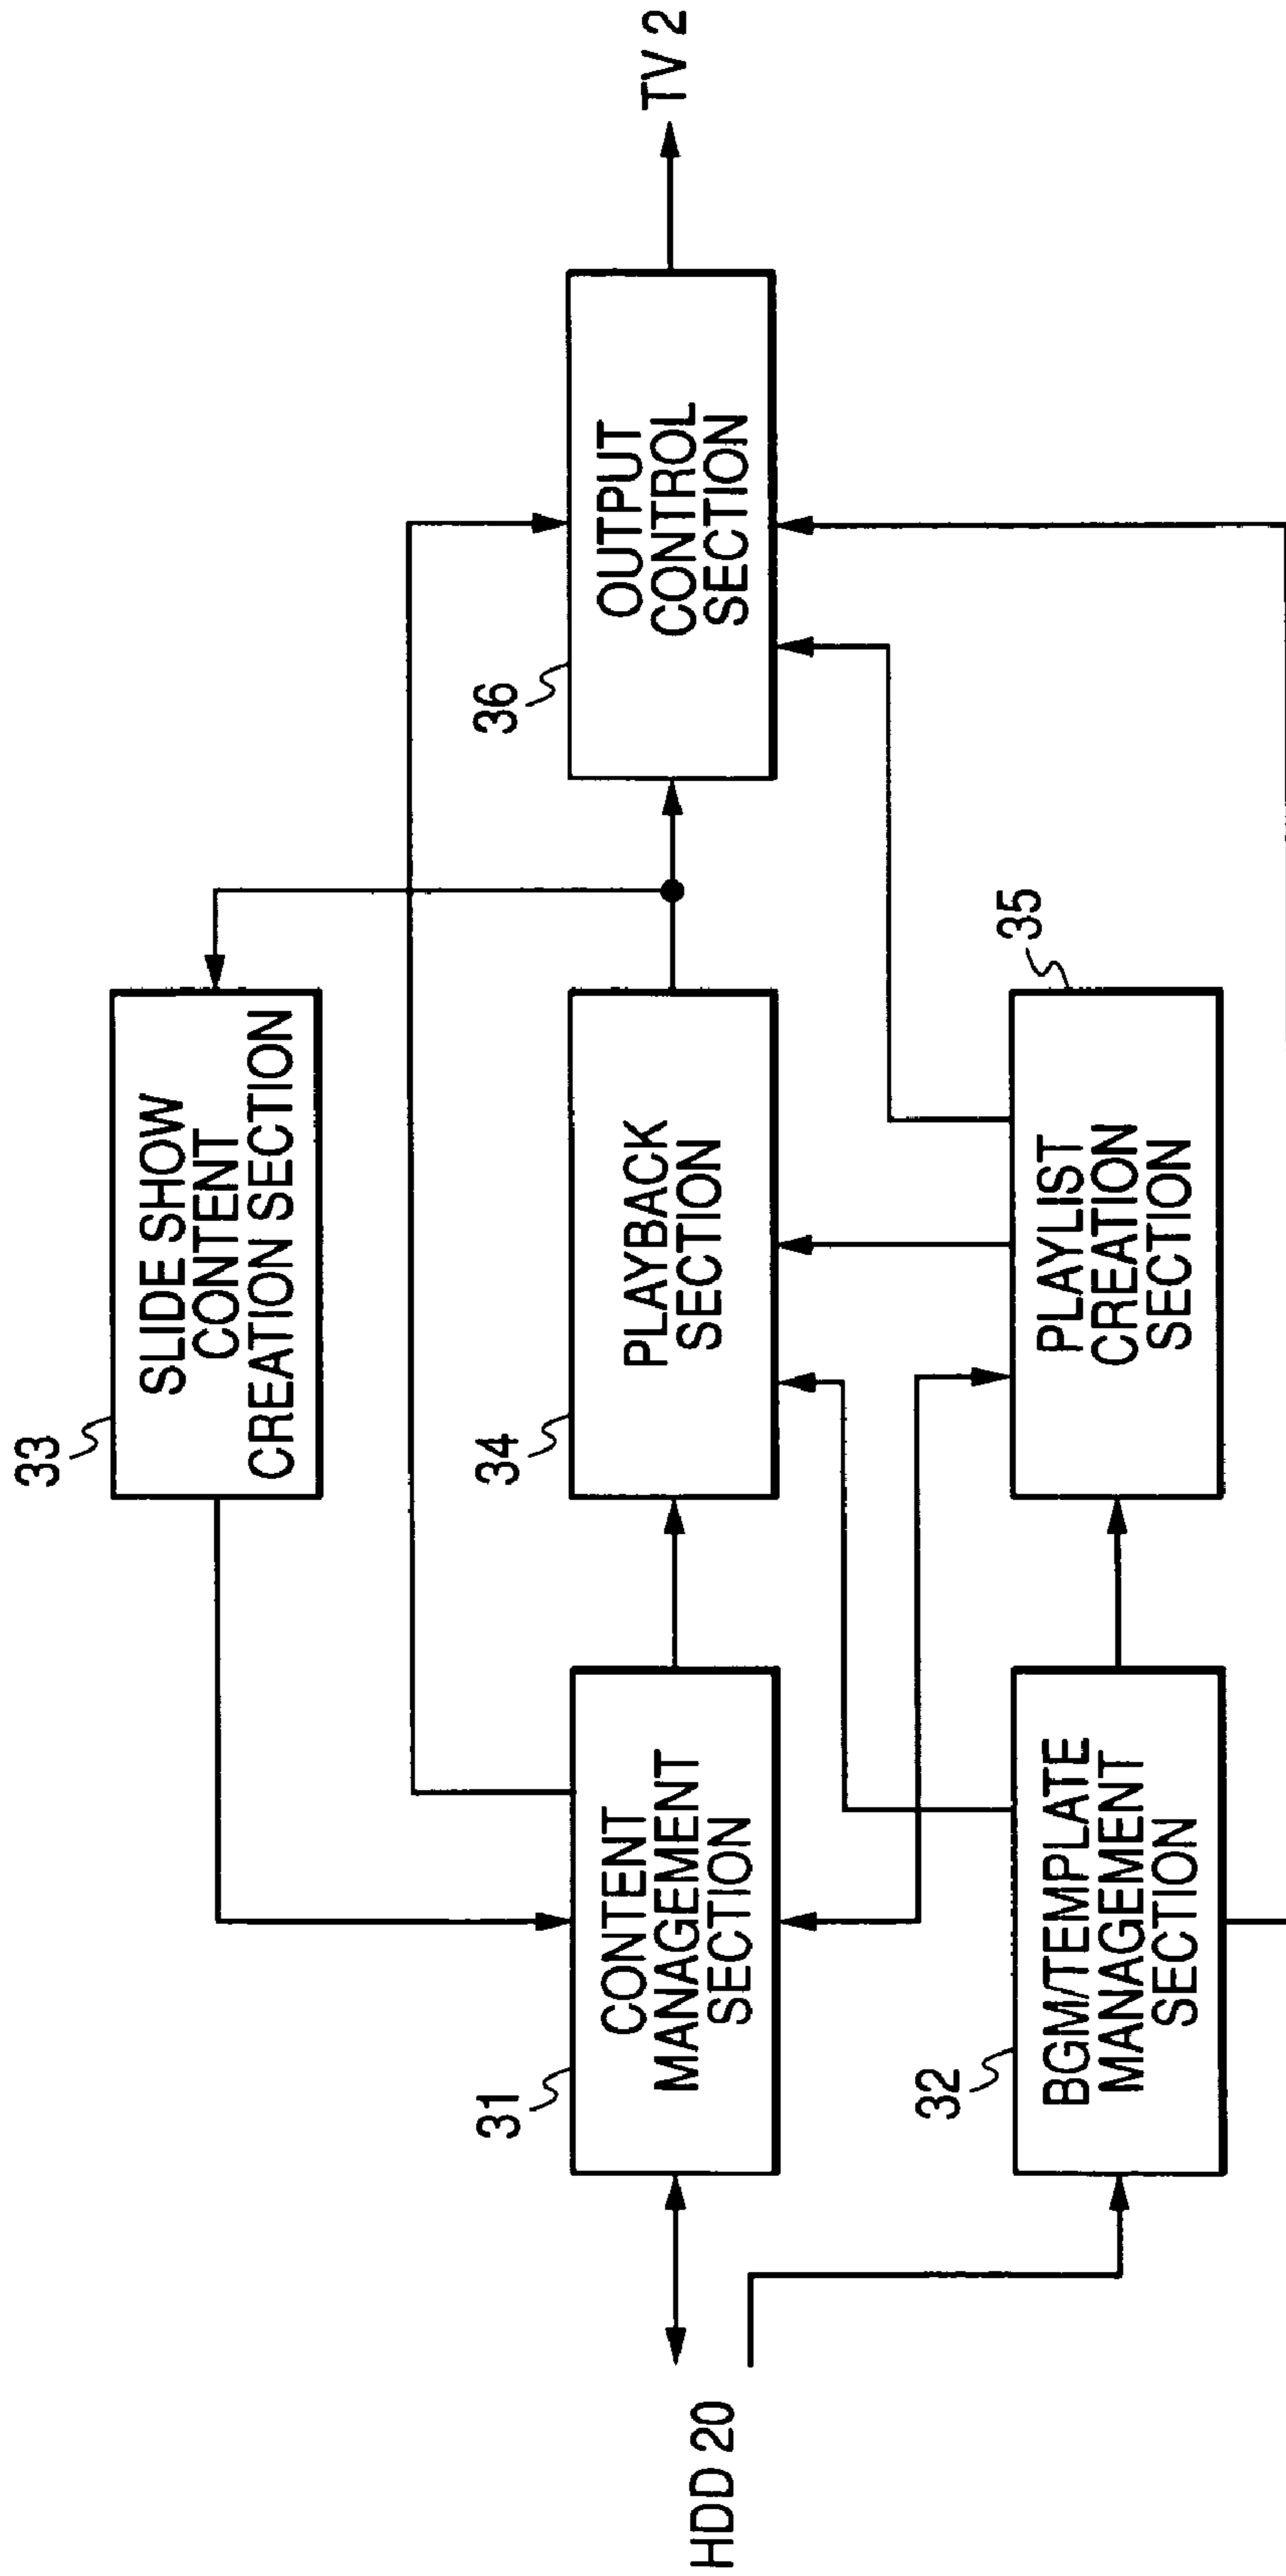 33
SLIDE SHOW
CONTENT
CREATION SECTION
31
CONTENT
MANAGEMENT
SECTION
34
PLAYBACK
SECTION
36
OUTPUT
CONTROL
SECTION
TV 2
HDD 20
32
BGM/TEMPLATE
MANAGEMENT
SECTION
35
PLAYLIST
CREATION
SECTION